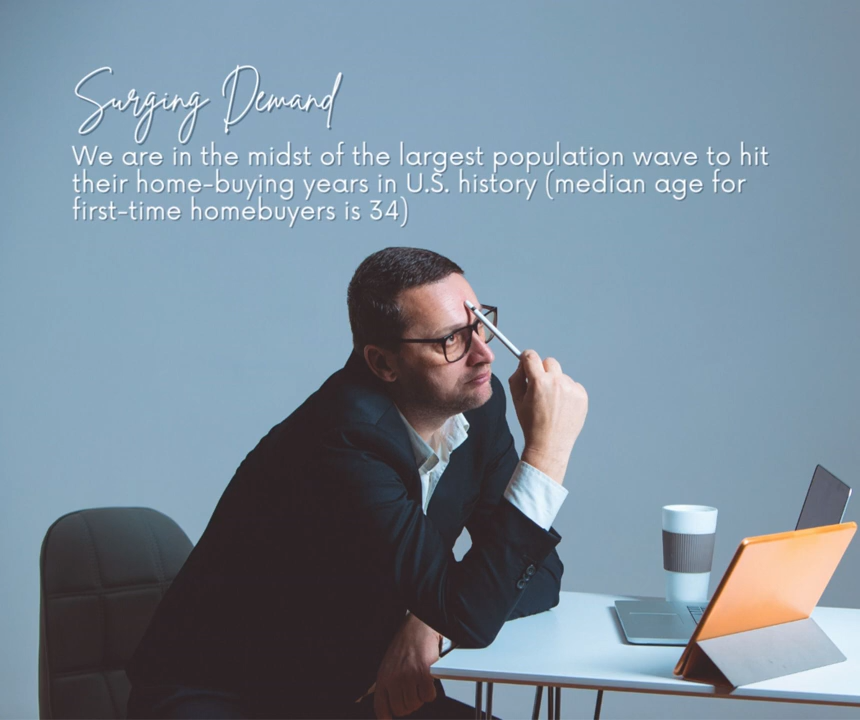 Surging Demand
We are in the midst of the largest population wave to hit
their home-buying years in U.S. history (median age for
first-time homebuyers is 34)